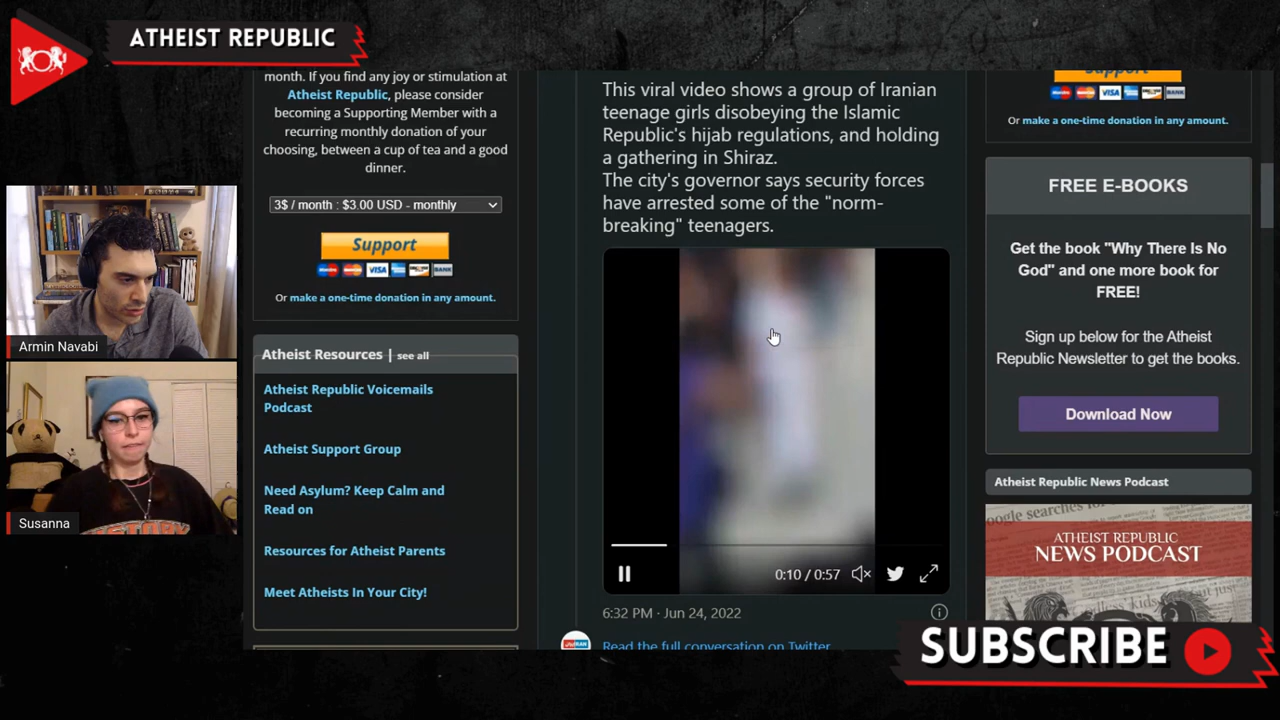 ATHEIST REPUBLIC
month. If you find any joy or stimulation at
Atheist Republic, please consider
becoming a Supporting Member with a
recurring monthly donation of your
choosing, between a cup of tea and a good
dinner.
3$ / month : $3.00 USD - monthly
Support
VISA
BANK
Or make a one-time donation in any amount.
Atheist Resources | see all
Atheist Republic Voicemails
Podcast
Atheist Support Group
Need Asylum? Keep Calm and
Read on
Resources for Atheist Parents
Meet Atheists In Your City!
Armin Navabi
Susanna
This viral video shows a group of Iranian
teenage girls disobeying the Islamic
Republic's hijab regulations, and holding
a gathering in Shiraz.
The city's governor says security forces
have arrested some of the "norm-
breaking" teenagers.
0:10 / 0:57
6:32 PM · Jun 24, 2022
Read the full conversation on Twitter
Support
VISA
BANK
Or make a one-time donation in any amount.
FREE E-BOOKS
Get the book "Why There Is No
God" and one more book for
FREE!
Sign up below for the Atheist
Republic Newsletter to get the books.
Download Now
Atheist Republic News Podcast
oogle searches for
ATHEIST REPUBLIC
NEWS PODCAST
SUBSCRIBE